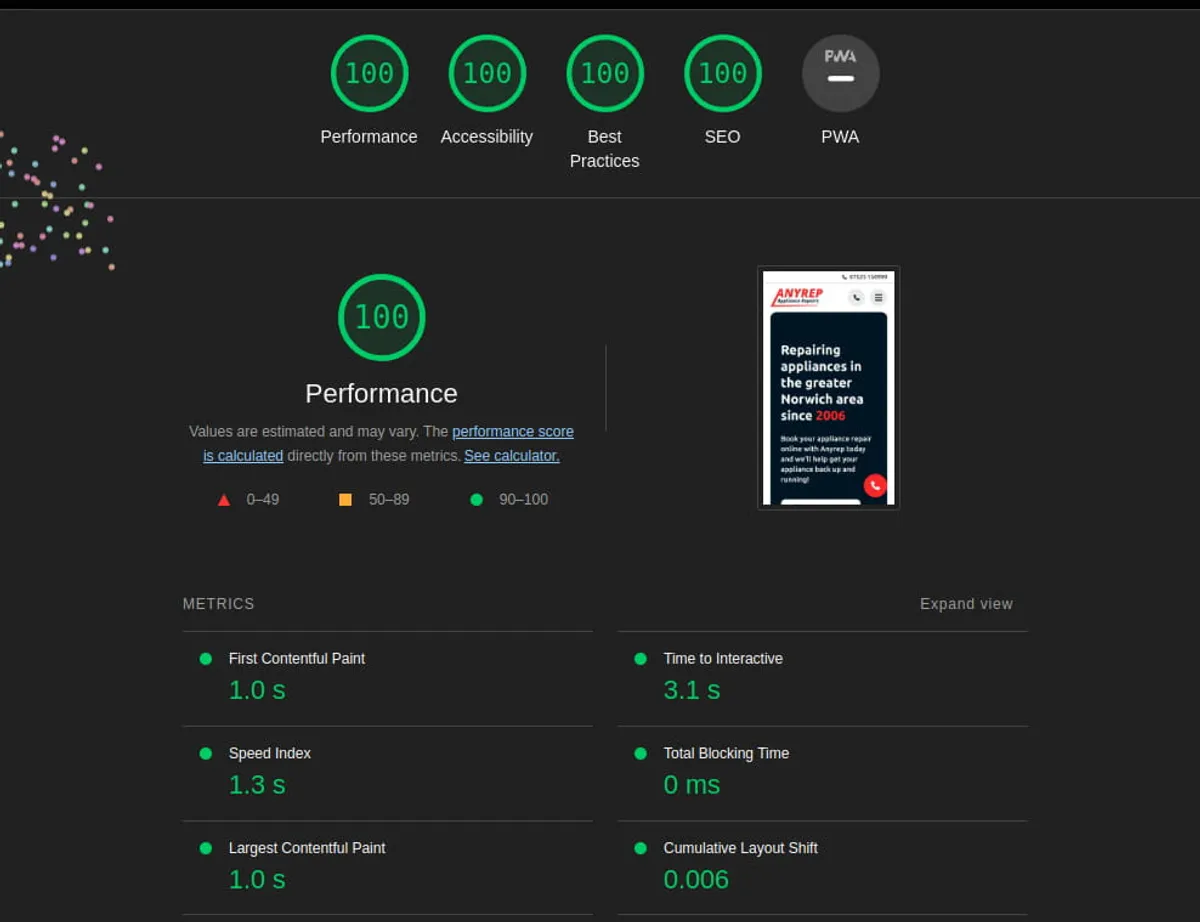 100 100 100 100 PWA
Performance Accessibility Best SEO PWA
Practices
100
Performance
Values are estimated and may vary. The performance score
is calculated directly from these metrics. See calculator.
0–49 50–89 90–100
ANYREP
Appliance Repairs
Repairing
appliances in
the greater
Norwich area
since 2006
Book your appliance repair
online with Anyrep today
and we'll help get your
appliance back up and
running!
METRICS Expand view
First Contentful Paint
1.0 s
Time to Interactive
3.1 s
Speed Index
1.3 s
Total Blocking Time
0 ms
Largest Contentful Paint
1.0 s
Cumulative Layout Shift
0.006